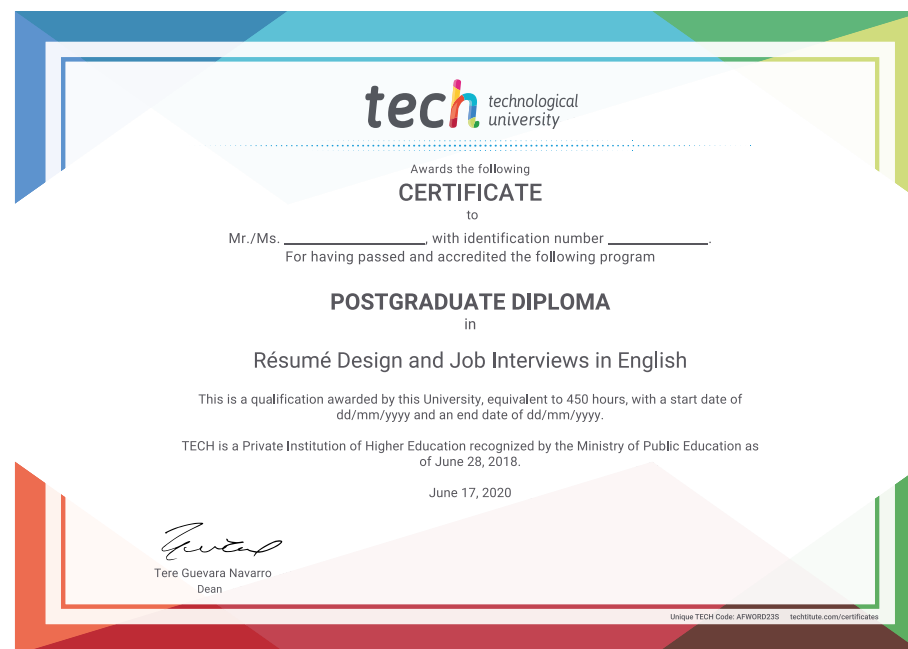 tech technological
university
Awards the following
CERTIFICATE
to
Mr./Ms. ____________________, with identification number ______________.
For having passed and accredited the following program
POSTGRADUATE DIPLOMA
in
Résumé Design and Job Interviews in English
This is a qualification awarded by this University, equivalent to 450 hours, with a start date of
dd/mm/yyyy and an end date of dd/mm/yyyy.
TECH is a Private Institution of Higher Education recognized by the Ministry of Public Education as
of June 28, 2018.
June 17, 2020
Tere Guevara Navarro
Dean
Unique TECH Code: AFWORD23S techtitute.com/certificates